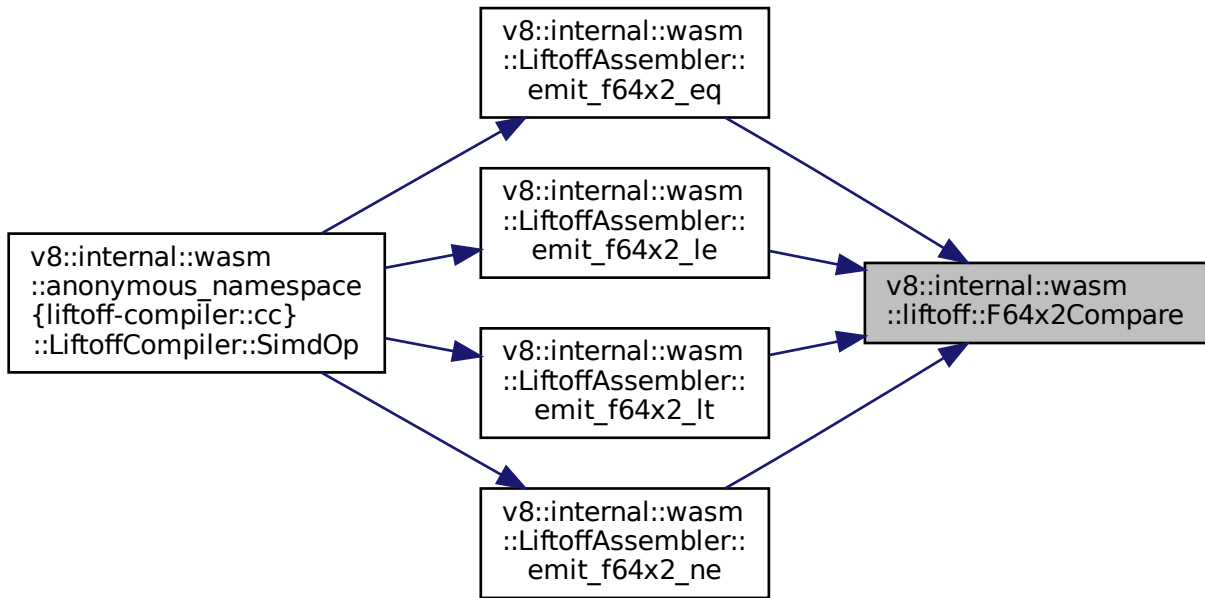 v8::internal::wasm
::LiftoffAssembler::
emit_f64x2_eq
v8::internal::wasm
::LiftoffAssembler::
emit_f64x2_le
v8::internal::wasm
::anonymous_namespace
{liftoff-compiler::cc}
::LiftoffCompiler::SimdOp
v8::internal::wasm
::liftoff::F64x2Compare
v8::internal::wasm
::LiftoffAssembler::
emit_f64x2_lt
v8::internal::wasm
::LiftoffAssembler::
emit_f64x2_ne